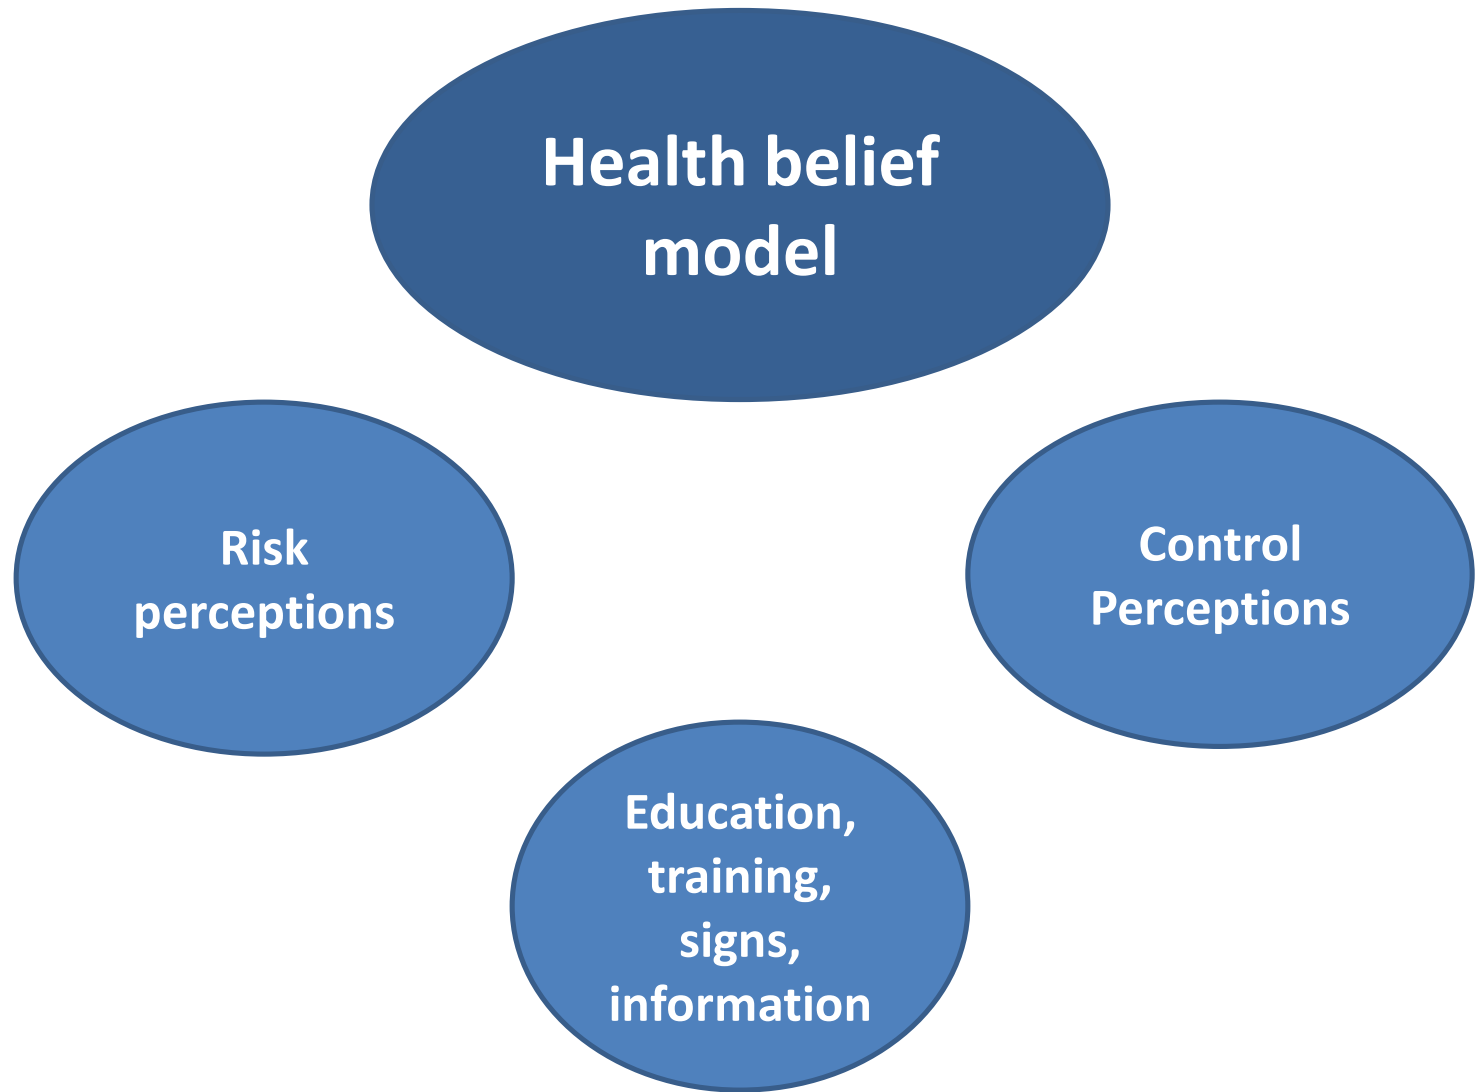 Health belief
model
Risk
perceptions
Control
Perceptions
Education,
training,
signs,
information